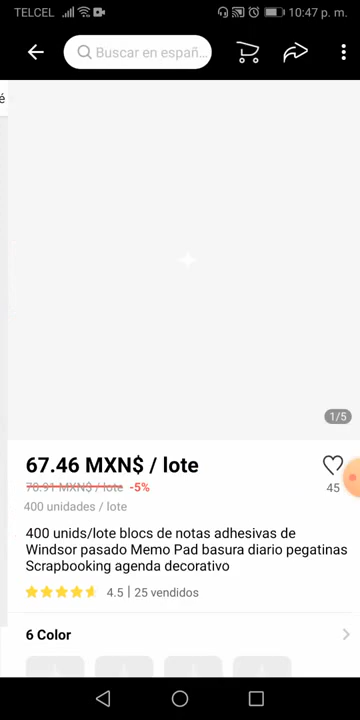 TELCEL 10:47 p. m.
Buscar en españ...
é
1/5
67.46 MXN$ / lote
70.91 MXN$ / lote -5%
45
400 unidades / lote
400 unids/lote blocs de notas adhesivas de
Windsor pasado Memo Pad basura diario pegatinas
Scrapbooking agenda decorativo
4.5 | 25 vendidos
6 Color